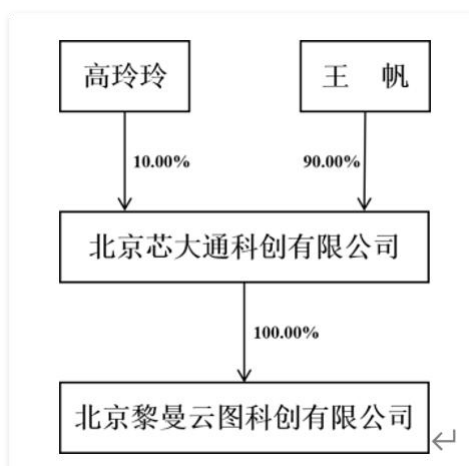 高玲玲
王 帆
10.00%
90.00%
北京芯大通科创有限公司
100.00%
北京黎曼云图科创有限公司